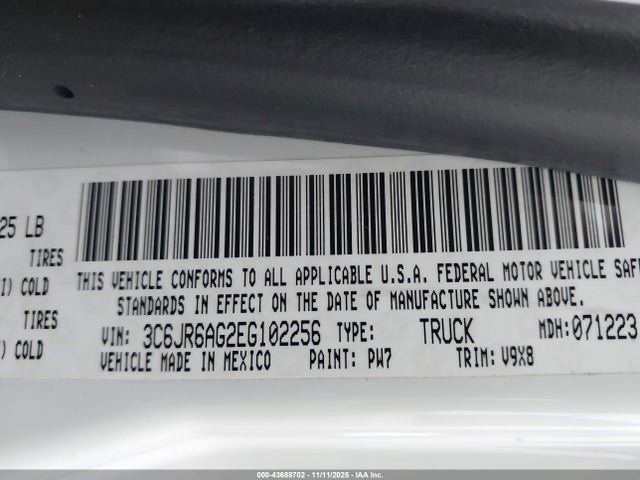 25 LB
TIRES
I) COLD
TIRES
) COLD
THIS VEHICLE CONFORMS TO ALL APPLICABLE U.S.A. FEDERAL MOTOR VEHICLE SAF
STANDARDS IN EFFECT ON THE DATE OF MANUFACTURE SHOWN ABOVE.
VIN: 3C6JR6AG2EG102256 TYPE: TRUCK MDH:071223
VEHICLE MADE IN MEXICO PAINT: PW7 TRIM: V9X8
000-43688702 - 11/11/2025 - IAA Inc.